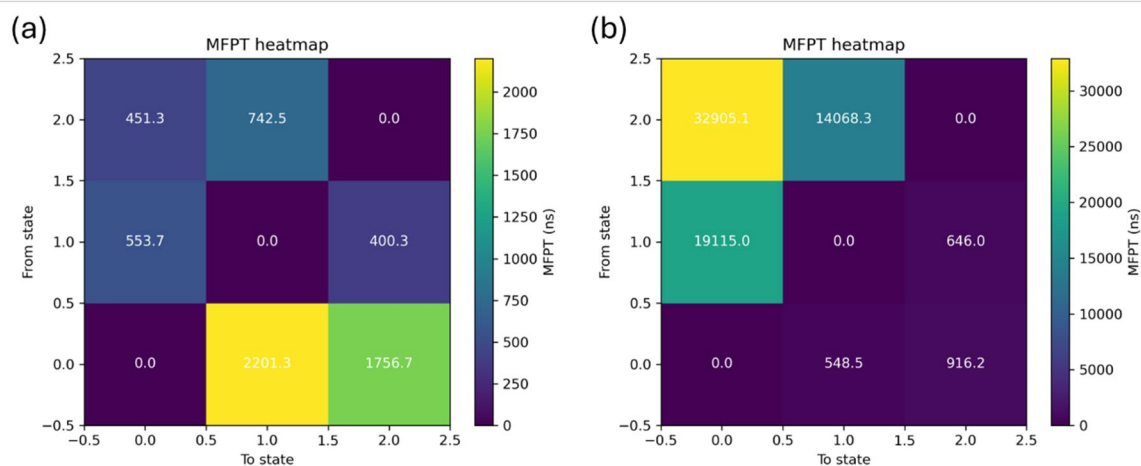 (a)
MFPT heatmap
2.5
2.0
1.5
1.0
0.5
0.0
−0.5
From state
451.3 742.5 0.0
553.7 0.0 400.3
0.0 2201.3 1756.7
−0.5 0.0 0.5 1.0 1.5 2.0 2.5
To state
2000
1750
1500
1250
1000
750
500
250
0
MFPT (ns)
(b)
MFPT heatmap
2.5
2.0
1.5
1.0
0.5
0.0
−0.5
From state
32905.1 14068.3 0.0
19115.0 0.0 646.0
0.0 548.5 916.2
−0.5 0.0 0.5 1.0 1.5 2.0 2.5
To state
30000
25000
20000
15000
10000
5000
0
MFPT (ns)